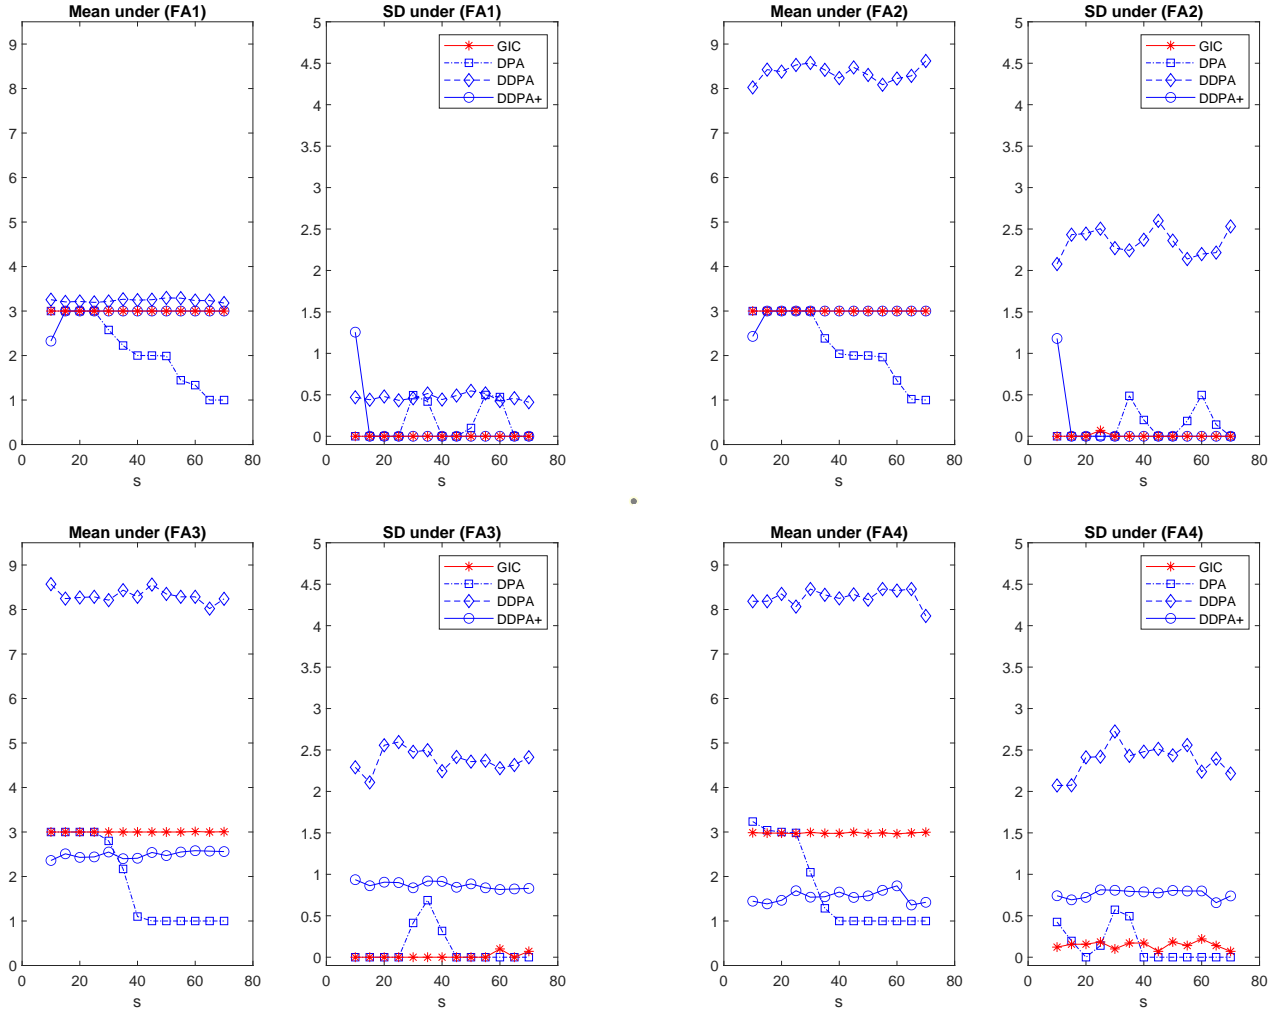 Mean under (FA1)
9
8
7
6
5
4
3
2
1
0
0 20 40 60 80
SD under (FA1)
5
4.5
4
3.5
3
2.5
2
1.5
1
0.5
0
0 20 40 60 80
s
GIC
DPA
DDPA
DDPA+
Mean under (FA2)
9
8
7
6
5
4
3
2
1
0
0 20 40 60 80
s
SD under (FA2)
5
4.5
4
3.5
3
2.5
2
1.5
1
0.5
0
0 20 40 60 80
s
GIC
DPA
DDPA
DDPA+
s
Mean under (FA3)
9
8
7
6
5
4
3
2
1
0
0 20 40 60 80
s
SD under (FA3)
5
4.5
4
3.5
3
2.5
2
1.5
1
0.5
0
0 20 40 60 80
s
GIC
DPA
DDPA
DDPA+
Mean under (FA4)
9
8
7
6
5
4
3
2
1
0
0 20 40 60 80
s
SD under (FA4)
5
4.5
4
3.5
3
2.5
2
1.5
1
0.5
0
0 20 40 60 80
s
GIC
DPA
DDPA
DDPA+